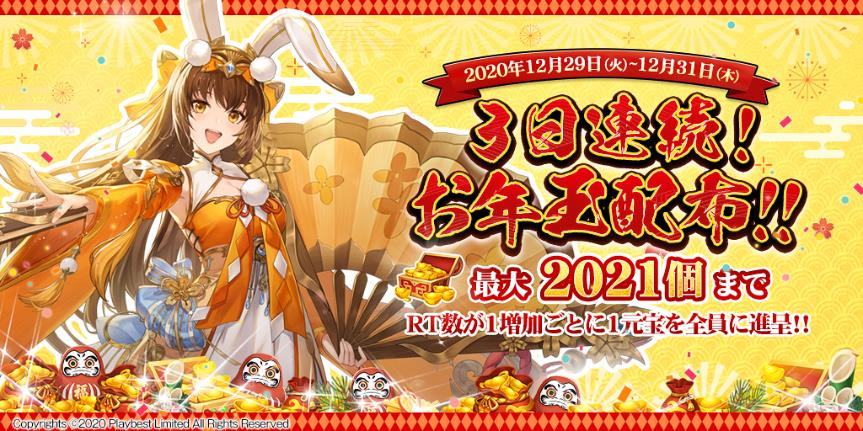 2020年12月29日(火)~12月31日(木)
3日連続！
お年玉配布!!
最大 2021個 まで
RT数が1増加ごとに1元宝を全員に進呈!!
福
Copyrights ©2020 Playbest Limited All Rights Reserved